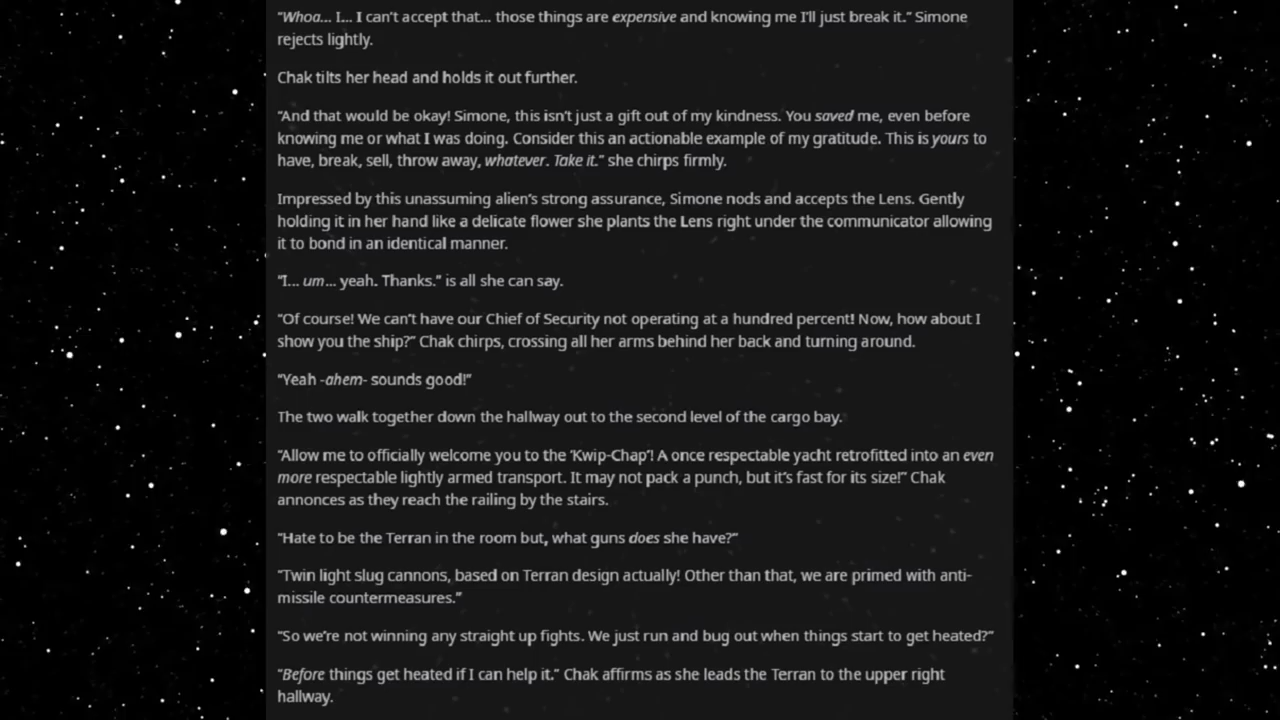 “Whoa... I... I can’t accept that... those things are expensive and knowing me I’ll just break it.” Simone
rejects lightly.
Chak tilts her head and holds it out further.
“And that would be okay! Simone, this isn’t just a gift out of my kindness. You saved me, even before
knowing me or what I was doing. Consider this an actionable example of my gratitude. This is yours to
have, break, sell, throw away, whatever. Take it.” she chirps firmly.
Impressed by this unassuming alien’s strong assurance, Simone nods and accepts the Lens. Gently
holding it in her hand like a delicate flower she plants the Lens right under the communicator allowing
it to bond in an identical manner.
“I... um... yeah. Thanks.” is all she can say.
“Of course! We can’t have our Chief of Security not operating at a hundred percent! Now, how about I
show you the ship?” Chak chirps, crossing all her arms behind her back and turning around.
“Yeah -ahem- sounds good!”
The two walk together down the hallway out to the second level of the cargo bay.
“Allow me to officially welcome you to the ‘Kwip-Chap’! A once respectable yacht retrofitted into an even
more respectable lightly armed transport. It may not pack a punch, but it’s fast for its size!” Chak
annonces as they reach the railing by the stairs.
“Hate to be the Terran in the room but, what guns does she have?”
“Twin light slug cannons, based on Terran design actually! Other than that, we are primed with anti-
missile countermeasures.”
“So we’re not winning any straight up fights. We just run and bug out when things start to get heated?”
“Before things get heated if I can help it.” Chak affirms as she leads the Terran to the upper right
hallway.